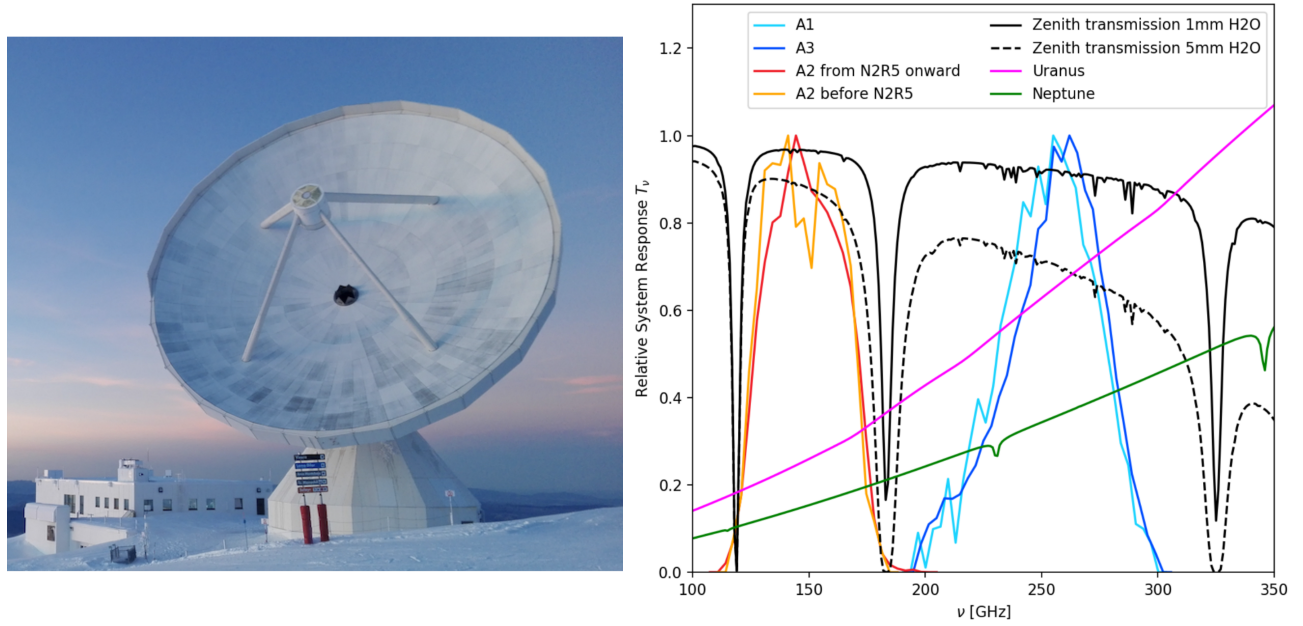 A1
A3
A2 from N2R5 onward
A2 before N2R5
Zenith transmission 1mm H2O
Zenith transmission 5mm H2O
Uranus
Neptune
Relative System Response Tν
1.2
1.0
0.8
0.6
0.4
0.2
0.0
100
150
200
250
300
350
ν [GHz]